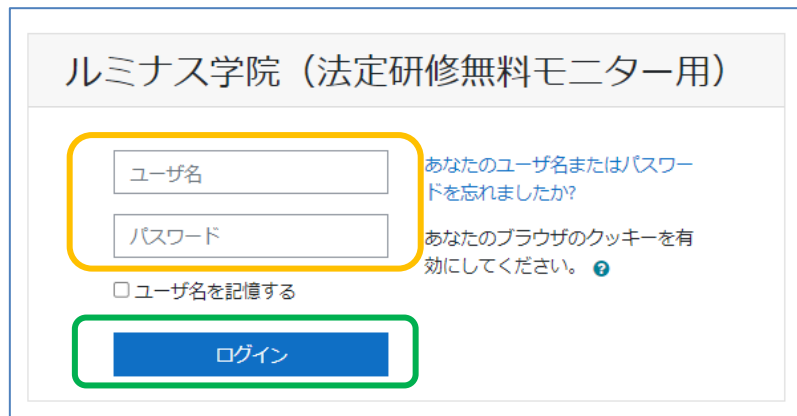 ルミナス学院（法定研修無料モニター用）
ユーザ名
パスワード
□ ユーザ名を記憶する
ログイン
あなたのユーザ名またはパスワー
ドを忘れましたか?
あなたのブラウザのクッキーを有
効にしてください。 ?